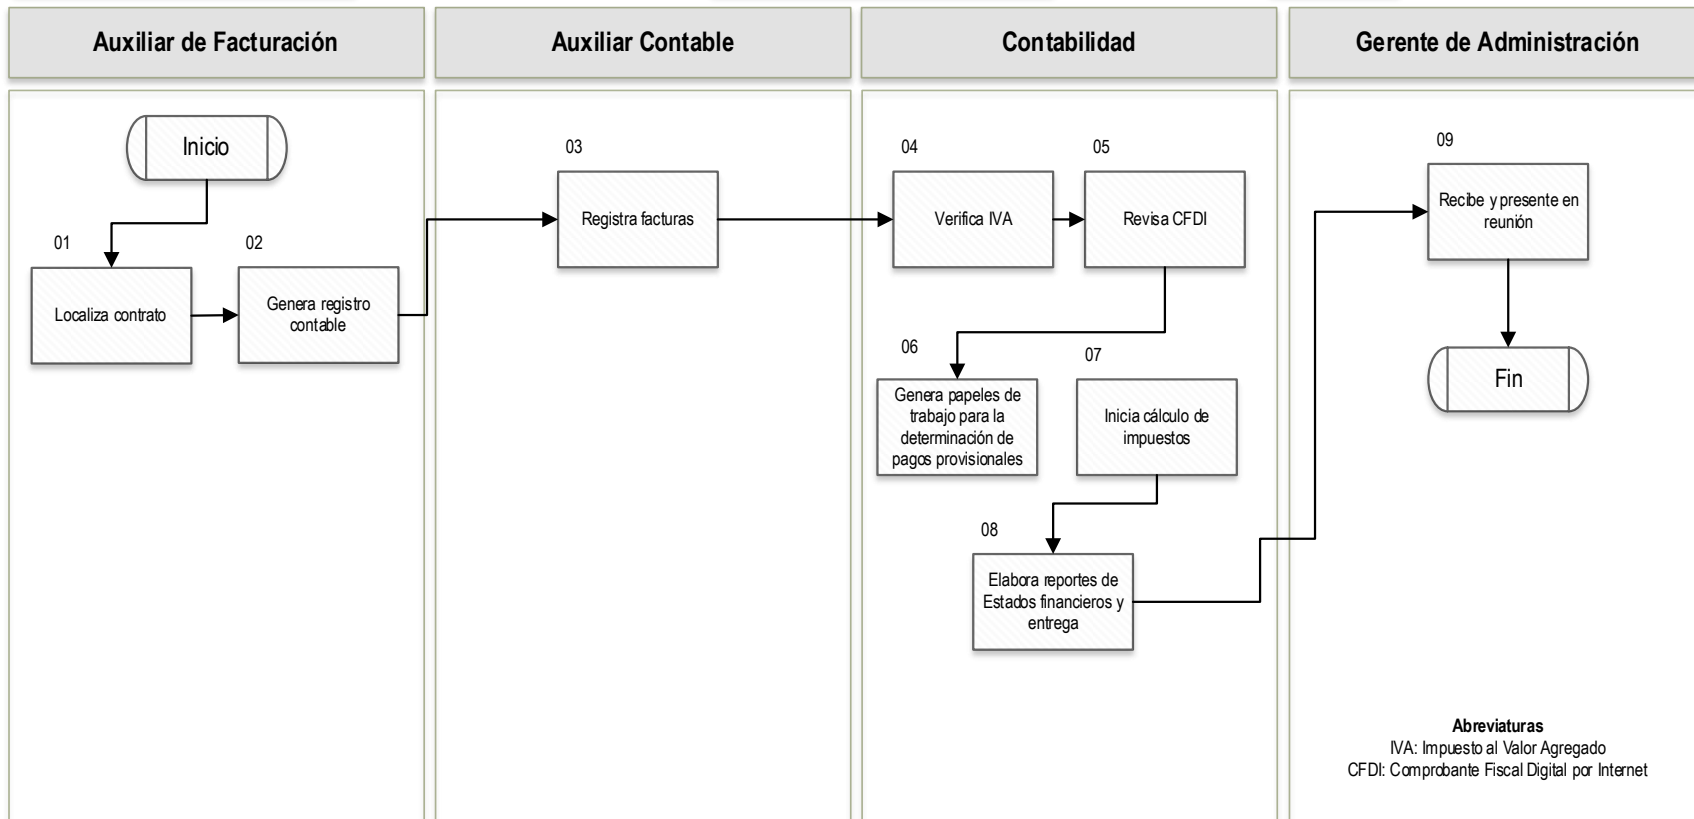 Auxiliar de Facturación
Auxiliar Contable
Contabilidad
Gerente de Administración
Inicio
01
Localiza contrato
02
Genera registro
contable
03
Registra facturas
04
Verifica IVA
05
Revisa CFDI
06
Genera papeles de
trabajo para la
determinación de
pagos provisionales
07
Inicia cálculo de
impuestos
08
Elabora reportes de
Estados financieros y
entrega
09
Recibe y presente en
reunión
Fin
Abreviaturas
IVA: Impuesto al Valor Agregado
CFDI: Comprobante Fiscal Digital por Internet